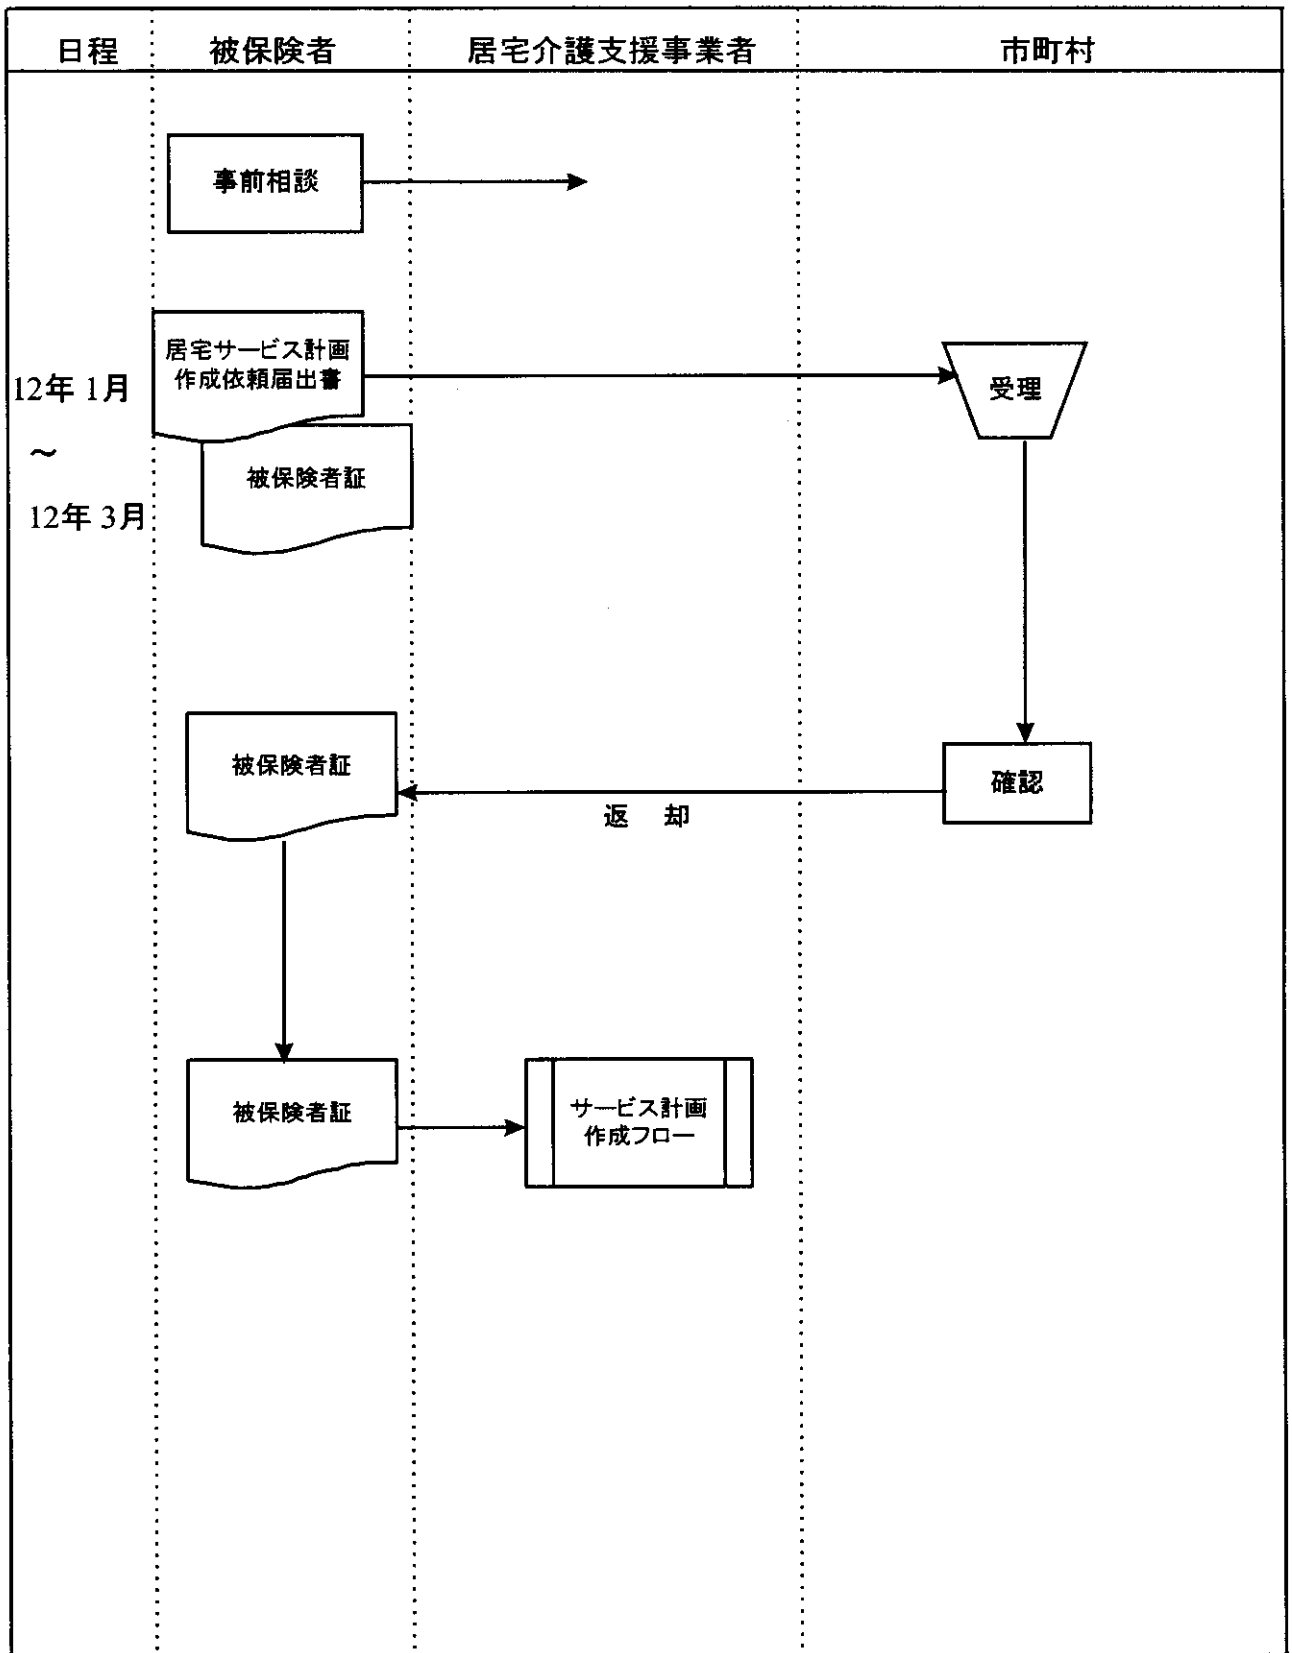 日程 被保険者 居宅介護支援事業者 市町村
事前相談
居宅サービス計画
作成依頼届出書
受理
12年 1月
～
12年 3月
被保険者証
被保険者証
確認
返 却
被保険者証
サービス計画
作成フロー